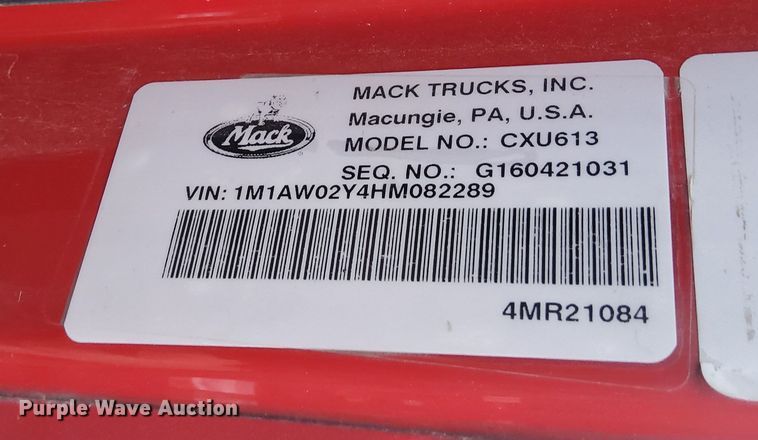 Mack
MACK TRUCKS, INC.
Macungie, PA, U.S.A.
MODEL NO.: CXU613
SEQ. NO.: G160421031
VIN: 1M1AW02Y4HM082289
4MR21084
Purple Wave Auction